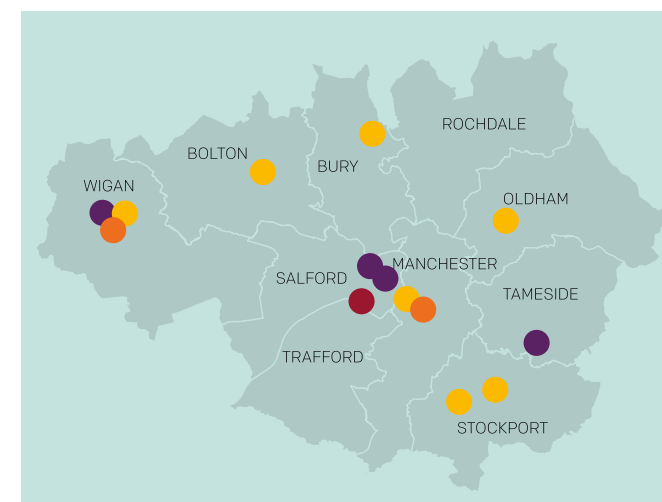 ROCHDALE
BOLTON
BURY
WIGAN
OLDHAM
MANCHESTER
SALFORD
TAMESIDE
TRAFFORD
STOCKPORT